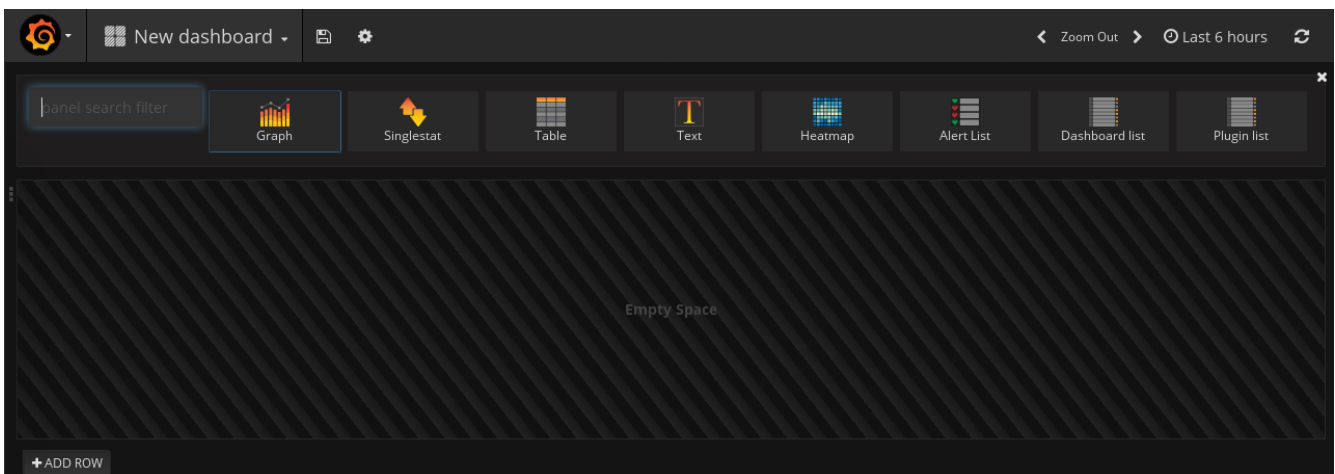 New dashboard
Zoom Out
Last 6 hours
panel search filter
Graph
Singlestat
Table
T
Text
Heatmap
Alert List
Dashboard list
Plugin list
Empty Space
+ ADD ROW